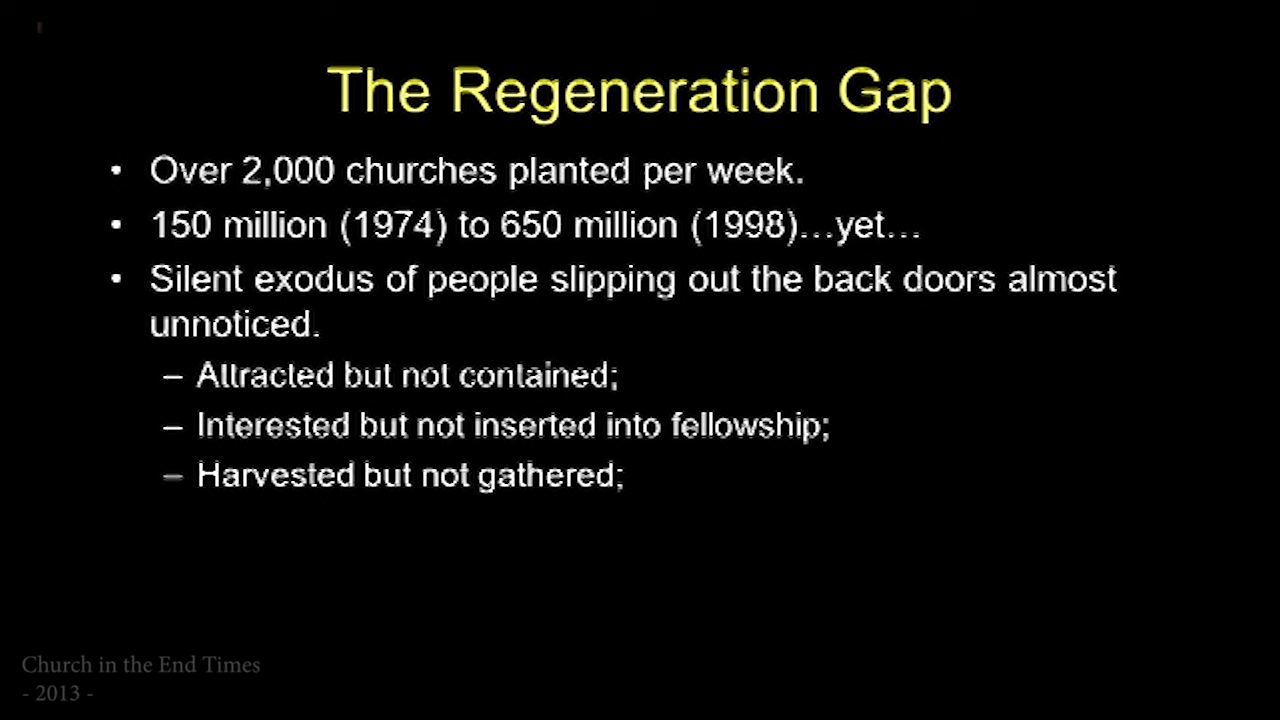 The Regeneration Gap
• Over 2,000 churches planted per week.
• 150 million (1974) to 650 million (1998)…yet…
• Silent exodus of people slipping out the back doors almost
unnoticed.
– Attracted but not contained;
– Interested but not inserted into fellowship;
– Harvested but not gathered;
Church in the End Times
- 2013 -